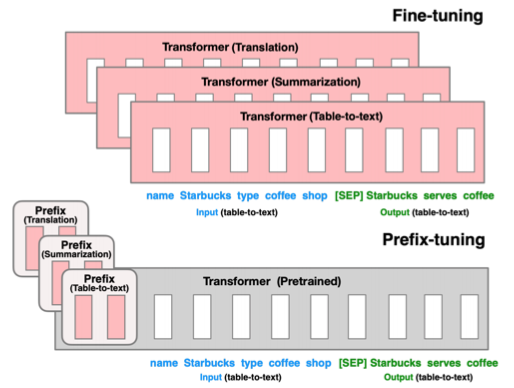 Fine-tuning
Transformer (Translation)
Transformer (Summarization)
Transformer (Table-to-text)
name Starbucks type coffee shop [SEP] Starbucks serves coffee
Input (table-to-text) Output (table-to-text)
Prefix-tuning
Prefix
(Translation)
Prefix
(Summarization)
Prefix
(Table-to-text)
Transformer (Pretrained)
name Starbucks type coffee shop [SEP] Starbucks serves coffee
Input (table-to-text) Output (table-to-text)